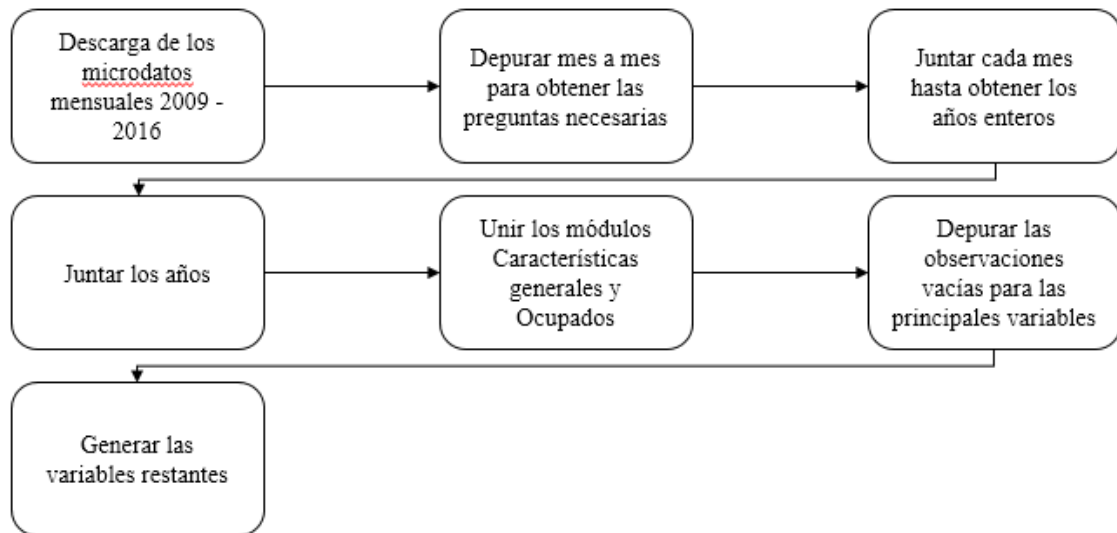 Descarga de los
microdatos
mensuales 2009 -
2016
Depurar mes a mes
para obtener las
preguntas necesarias
Juntar cada mes
hasta obtener los
años enteros
Juntar los años
Unir los módulos
Características
generales y
Ocupados
Depurar las
observaciones
vacías para las
principales variables
Generar las
variables restantes